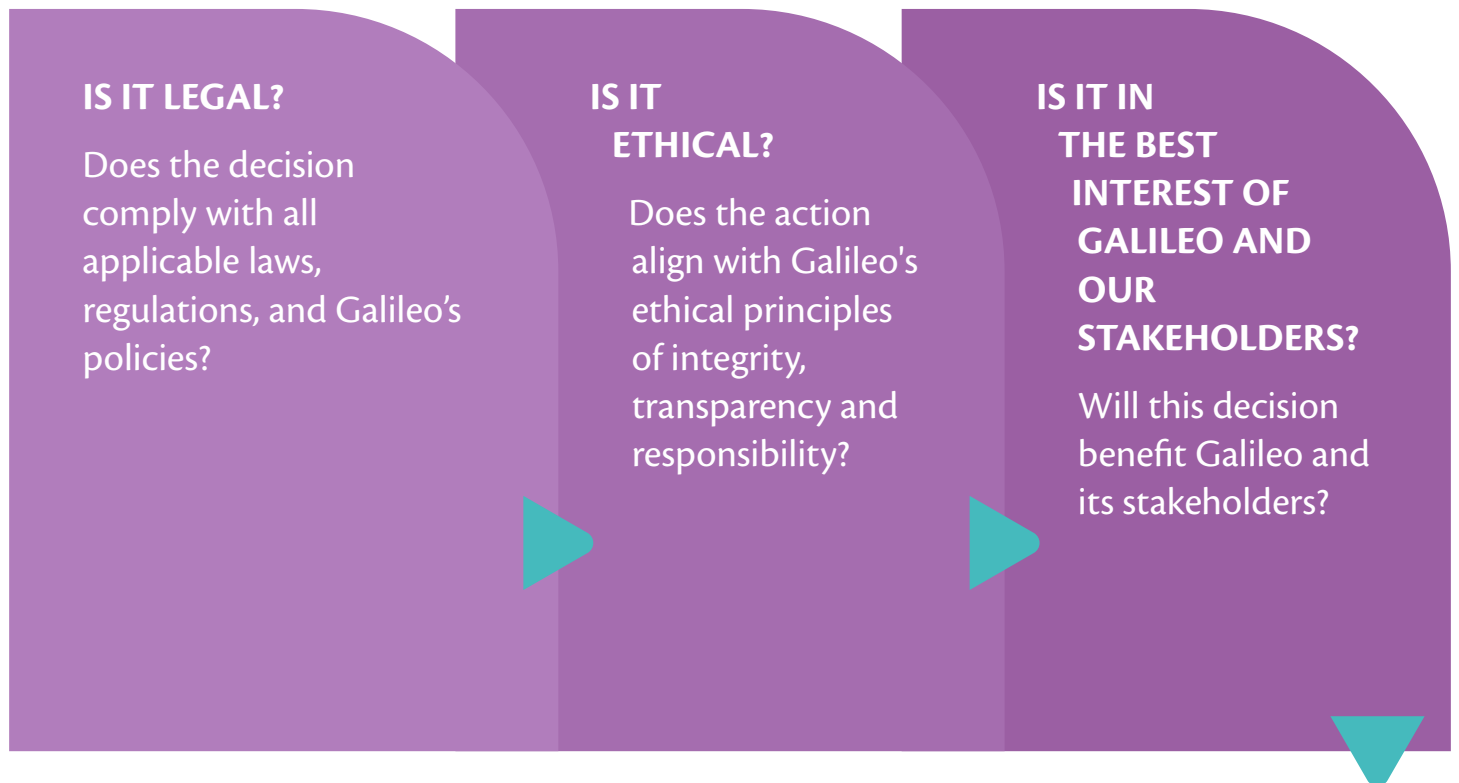 IS IT LEGAL?
Does the decision
comply with all
applicable laws,
regulations, and Galileo’s
policies?
IS IT
ETHICAL?
Does the action
align with Galileo's
ethical principles
of integrity,
transparency and
responsibility?
IS IT IN
THE BEST
INTEREST OF
GALILEO AND
OUR
STAKEHOLDERS?
Will this decision
benefit Galileo and
its stakeholders?